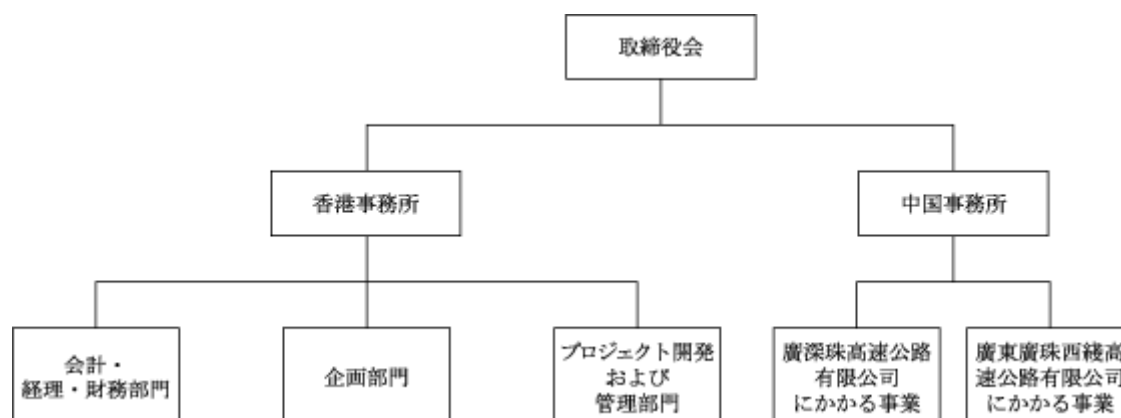 取締役会
香港事務所
中国事務所
会計・
経理・財務部門
企画部門
プロジェクト開発
および
管理部門
廣深珠高速公路
有限公司
にかかる事業
廣東廣珠西綫高
速公路有限公司
にかかる事業